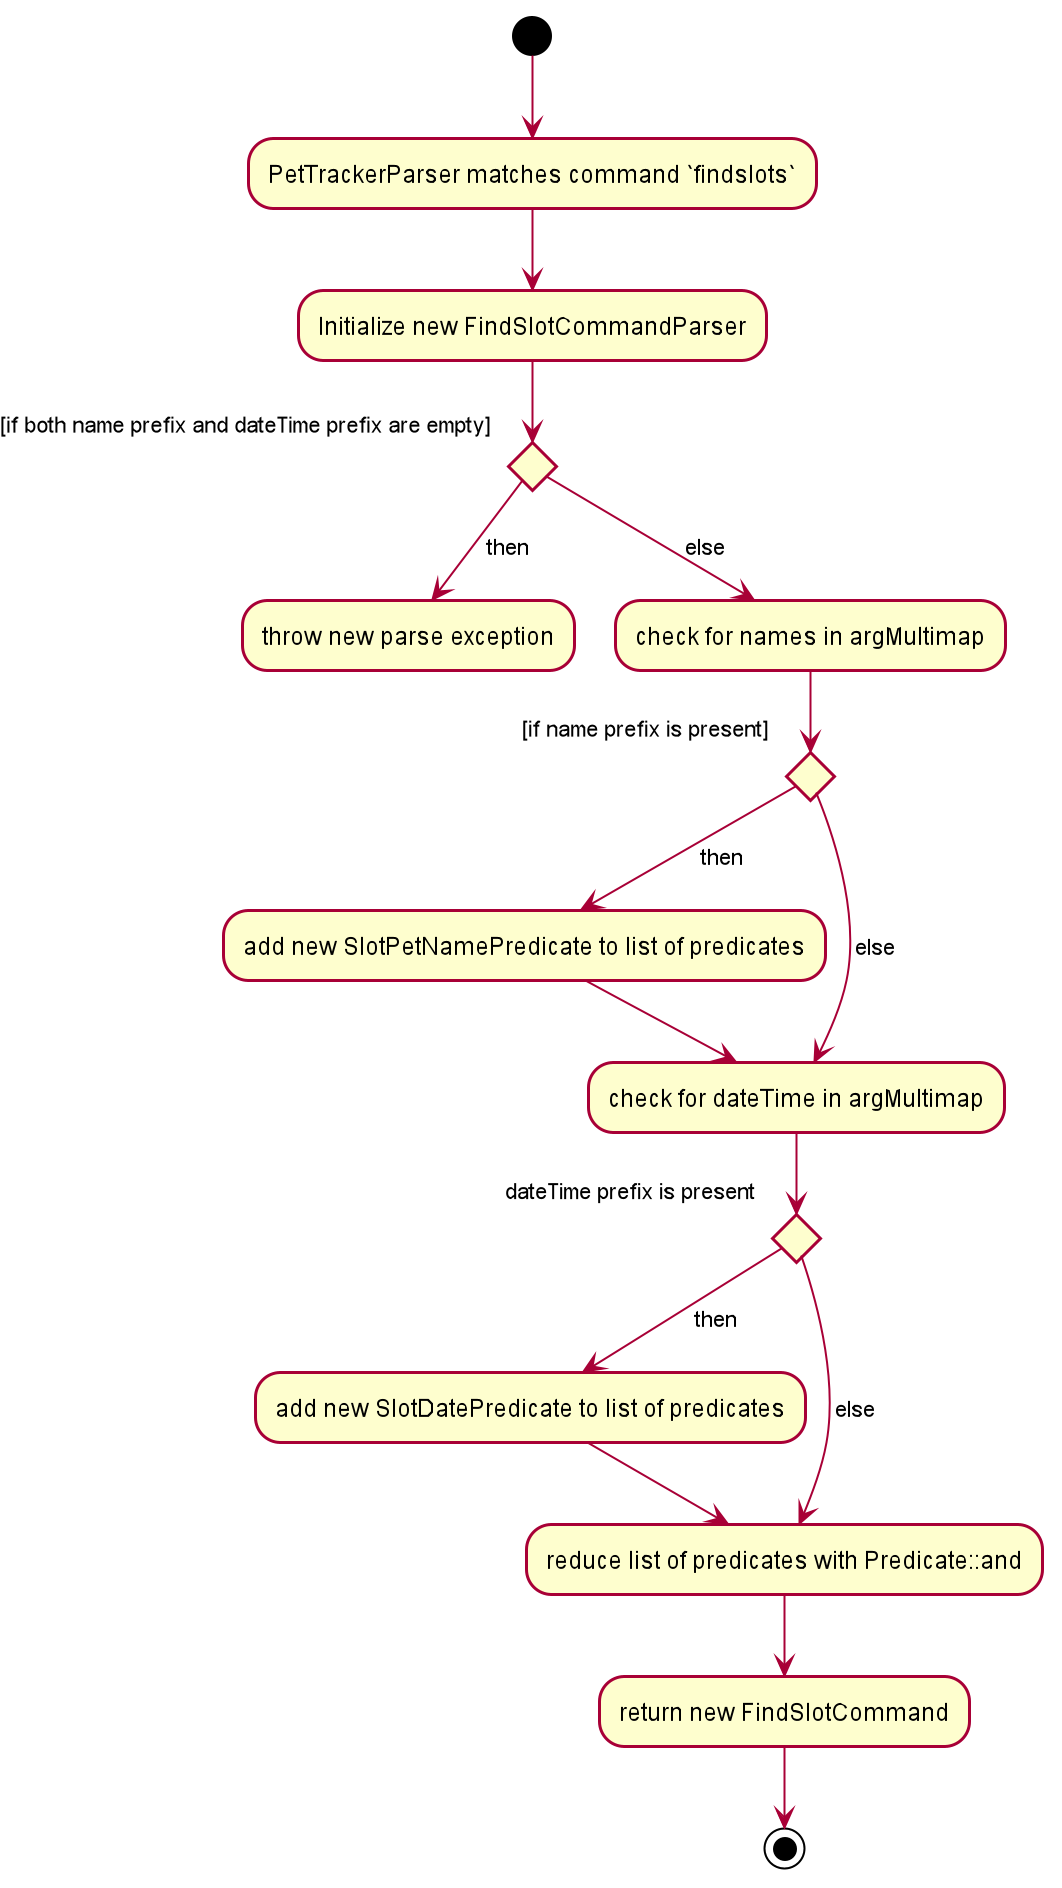 PetTrackerParser matches command `findslots`
Initialize new FindSlotCommandParser
[if both name prefix and dateTime prefix are empty]
then
else
throw new parse exception
check for names in argMultimap
[if name prefix is present]
then
add new SlotPetNamePredicate to list of predicates
else
check for dateTime in argMultimap
dateTime prefix is present
then
add new SlotDatePredicate to list of predicates
else
reduce list of predicates with Predicate::and
return new FindSlotCommand